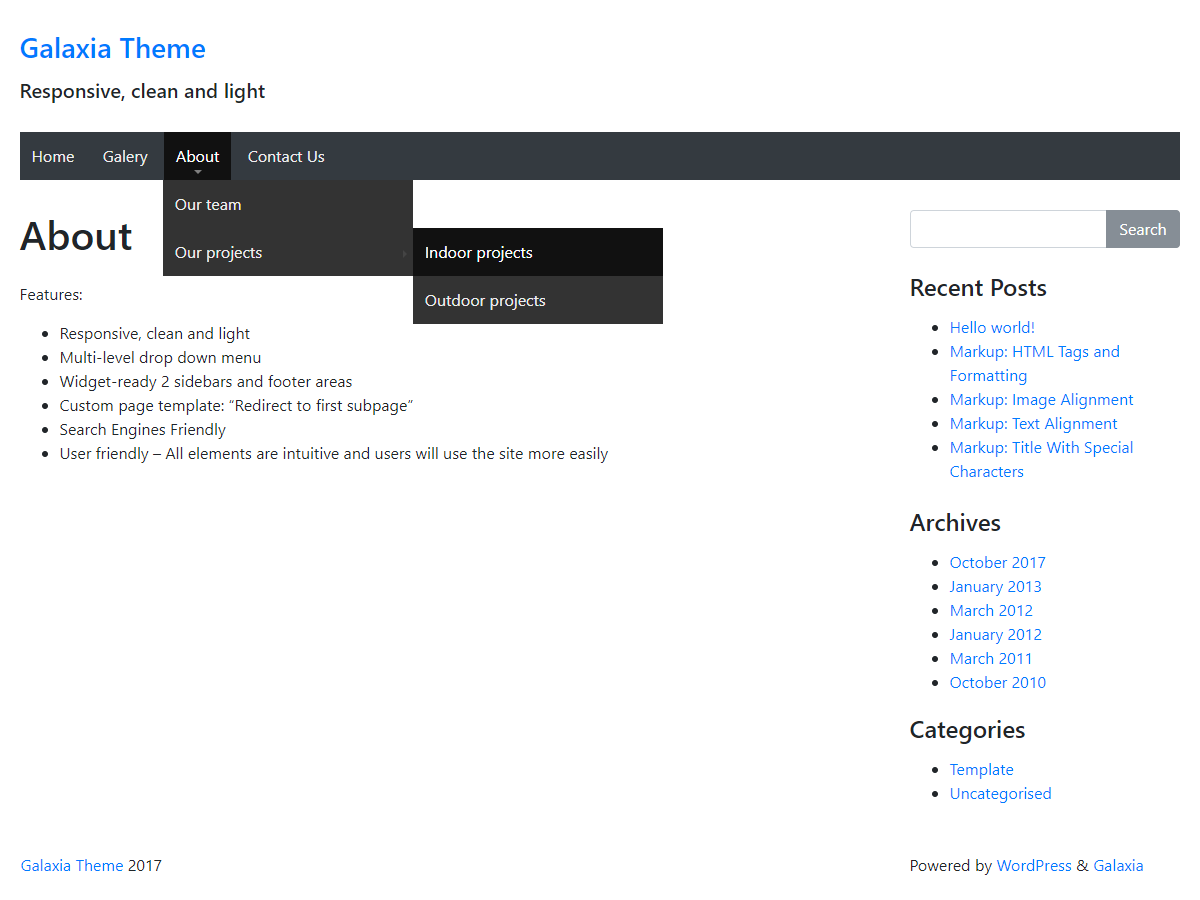 Galaxia Theme
Responsive, clean and light
Home Galery About Contact Us
Our team
Our projects
Indoor projects
Outdoor projects
About
Features:
Responsive, clean and light
Multi-level drop down menu
Widget-ready 2 sidebars and footer areas
Custom page template: “Redirect to first subpage”
Search Engines Friendly
User friendly – All elements are intuitive and users will use the site more easily
Search
Recent Posts
Hello world!
Markup: HTML Tags and
Formatting
Markup: Image Alignment
Markup: Text Alignment
Markup: Title With Special
Characters
Archives
October 2017
January 2013
March 2012
January 2012
March 2011
October 2010
Categories
Template
Uncategorised
Galaxia Theme 2017
Powered by WordPress & Galaxia